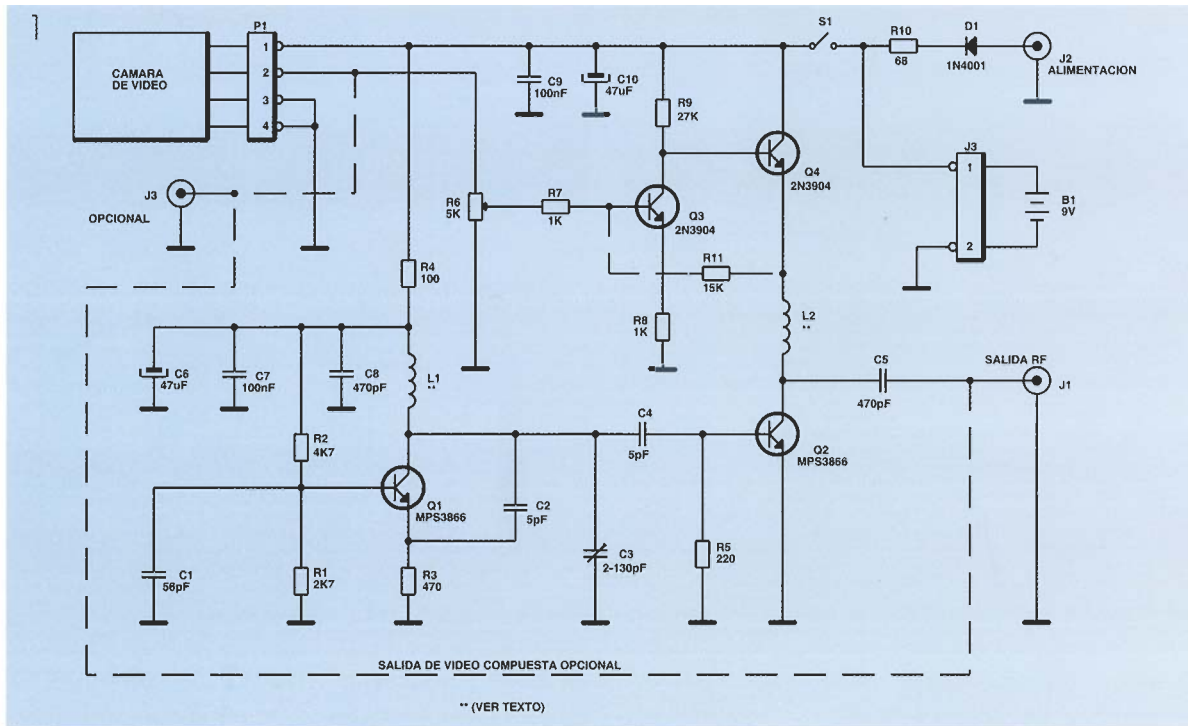 P1
CAMARA
DE VIDEO
1
2
3
4
J3
OPCIONAL
C9
100nF
C10
47uF
R9
27K
S1
R10
68
D1
1N4001
J2
ALIMENTACION
Q4
2N3904
J3
1
2
B1
9V
R6
5K
R7
1K
Q3
2N3904
R4
100
R11
15K
R8
1K
L2
**
C6
47uF
C7
100nF
C8
470pF
L1
**
C5
470pF
SALIDA RF
J1
R2
4K7
C4
5pF
Q1
MPS3866
C2
5pF
Q2
MPS3866
C1
56pF
R1
2K7
R3
470
C3
2-130pF
R5
220
SALIDA DE VIDEO COMPUESTA OPCIONAL
** (VER TEXTO)